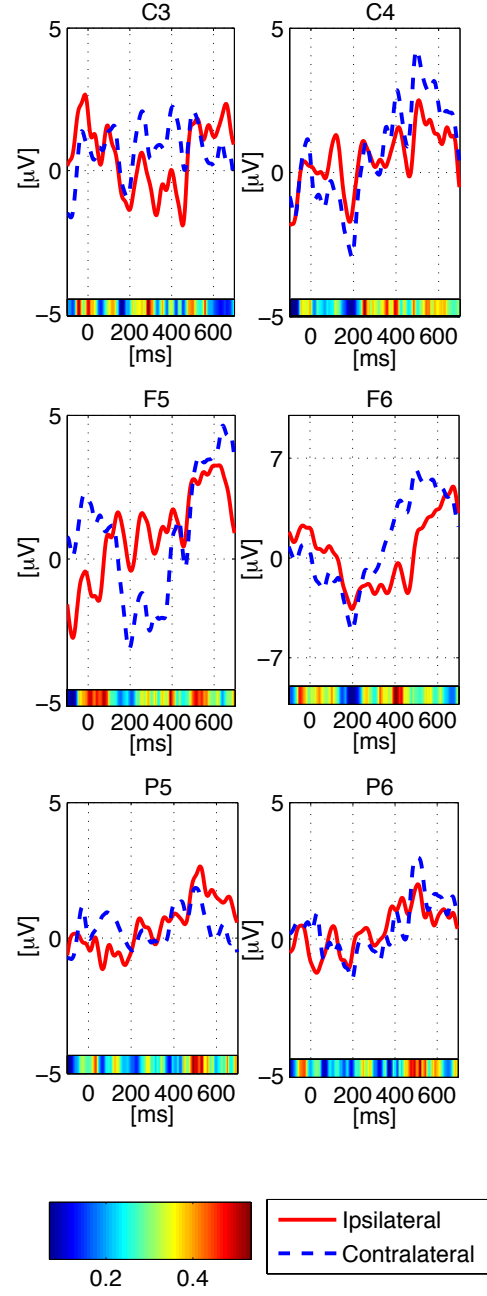 C3 C4
5 5
[µV] 0 [µV] 0
−5 −5
0 200 400 600 0 200 400 600
[ms] [ms]
F5 F6
5 7
[µV] 0 [µV] 0
−5 −7
0 200 400 600 0 200 400 600
[ms] [ms]
P5 P6
5 5
[µV] 0 [µV] 0
−5 −5
0 200 400 600 0 200 400 600
[ms] [ms]
Ipsilateral
Contralateral
0.2 0.4